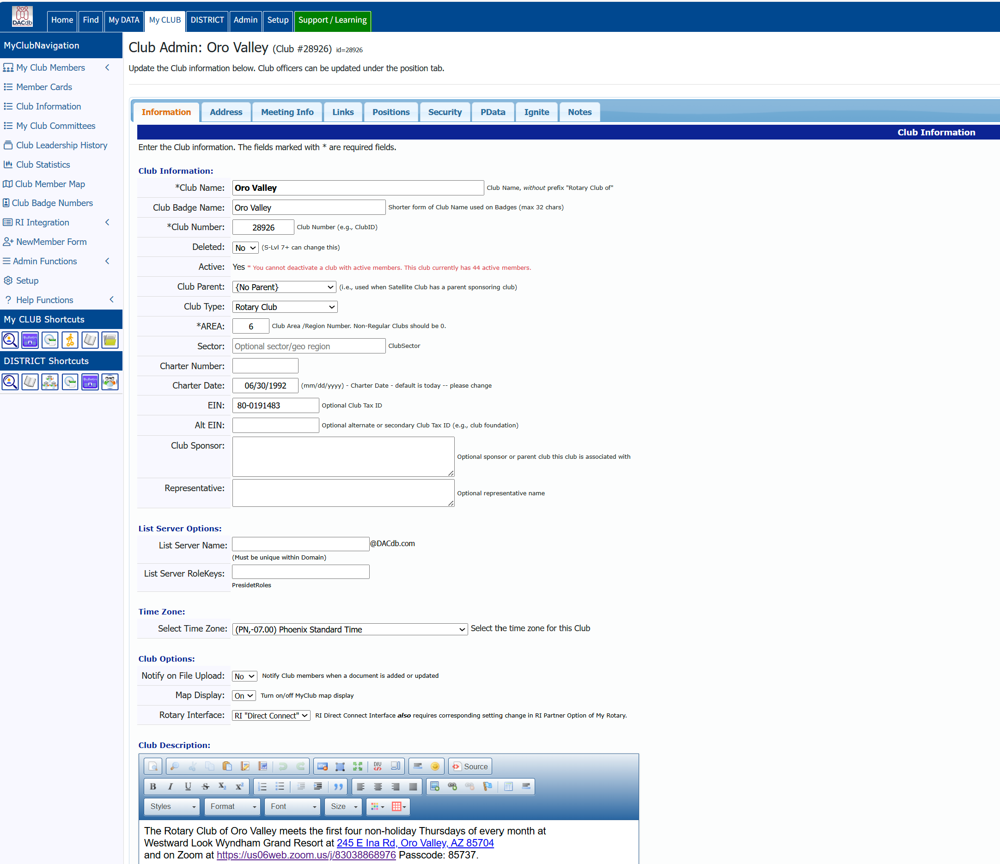 DACdb
Home Find My DATA My CLUB DISTRICT Admin Setup Support / Learning
MyClubNavigation
My Club Members
Member Cards
Club Information
My Club Committees
Club Leadership History
Club Statistics
Club Member Map
Club Badge Numbers
RI Integration
NewMember Form
Admin Functions
Setup
Help Functions
My CLUB Shortcuts
Bulletin
DISTRICT Shortcuts
Bulletin
Club Admin: Oro Valley (Club #28926) id=28926
Update the Club information below. Club officers can be updated under the position tab.
Information Address Meeting Info Links Positions Security PData Ignite Notes
Club Information
Enter the Club information. The fields marked with * are required fields.
Club Information:
*Club Name: Oro Valley Club Name, without prefix "Rotary Club of"
Club Badge Name: Oro Valley Shorter form of Club Name used on Badges (max 32 chars)
*Club Number: 28926 Club Number (e.g., ClubID)
Deleted: No (S-Lvl 7+ can change this)
Active: Yes * You cannot deactivate a club with active members. This club currently has 44 active members.
Club Parent: {No Parent} (i.e., used when Satellite Club has a parent sponsoring club)
Club Type: Rotary Club
*AREA: 6 Club Area /Region Number. Non-Regular Clubs should be 0.
Sector: Optional sector/geo region ClubSector
Charter Number:
Charter Date: 06/30/1992 (mm/dd/yyyy) - Charter Date - default is today -- please change
EIN: 80-0191483 Optional Club Tax ID
Alt EIN: Optional alternate or secondary Club Tax ID (e.g., club foundation)
Club Sponsor: Optional sponsor or parent club this club is associated with
Representative: Optional representative name
List Server Options:
List Server Name: @DACdb.com
(Must be unique within Domain)
List Server RoleKeys:
PresidetRoles
Time Zone:
Select Time Zone: (PN,-07.00) Phoenix Standard Time Select the time zone for this Club
Club Options:
Notify on File Upload: No Notify Club members when a document is added or updated
Map Display: On Turn on/off MyClub map display
Rotary Interface: RI "Direct Connect" RI Direct Connect Interface also requires corresponding setting change in RI Partner Option of My Rotary.
Club Description:
HTML DIV Source
B I U S X₂ X²
Styles Format Font Size
The Rotary Club of Oro Valley meets the first four non-holiday Thursdays of every month at
Westward Look Wyndham Grand Resort at 245 E Ina Rd, Oro Valley, AZ 85704
and on Zoom at https://us06web.zoom.us/j/83038868976 Passcode: 85737.